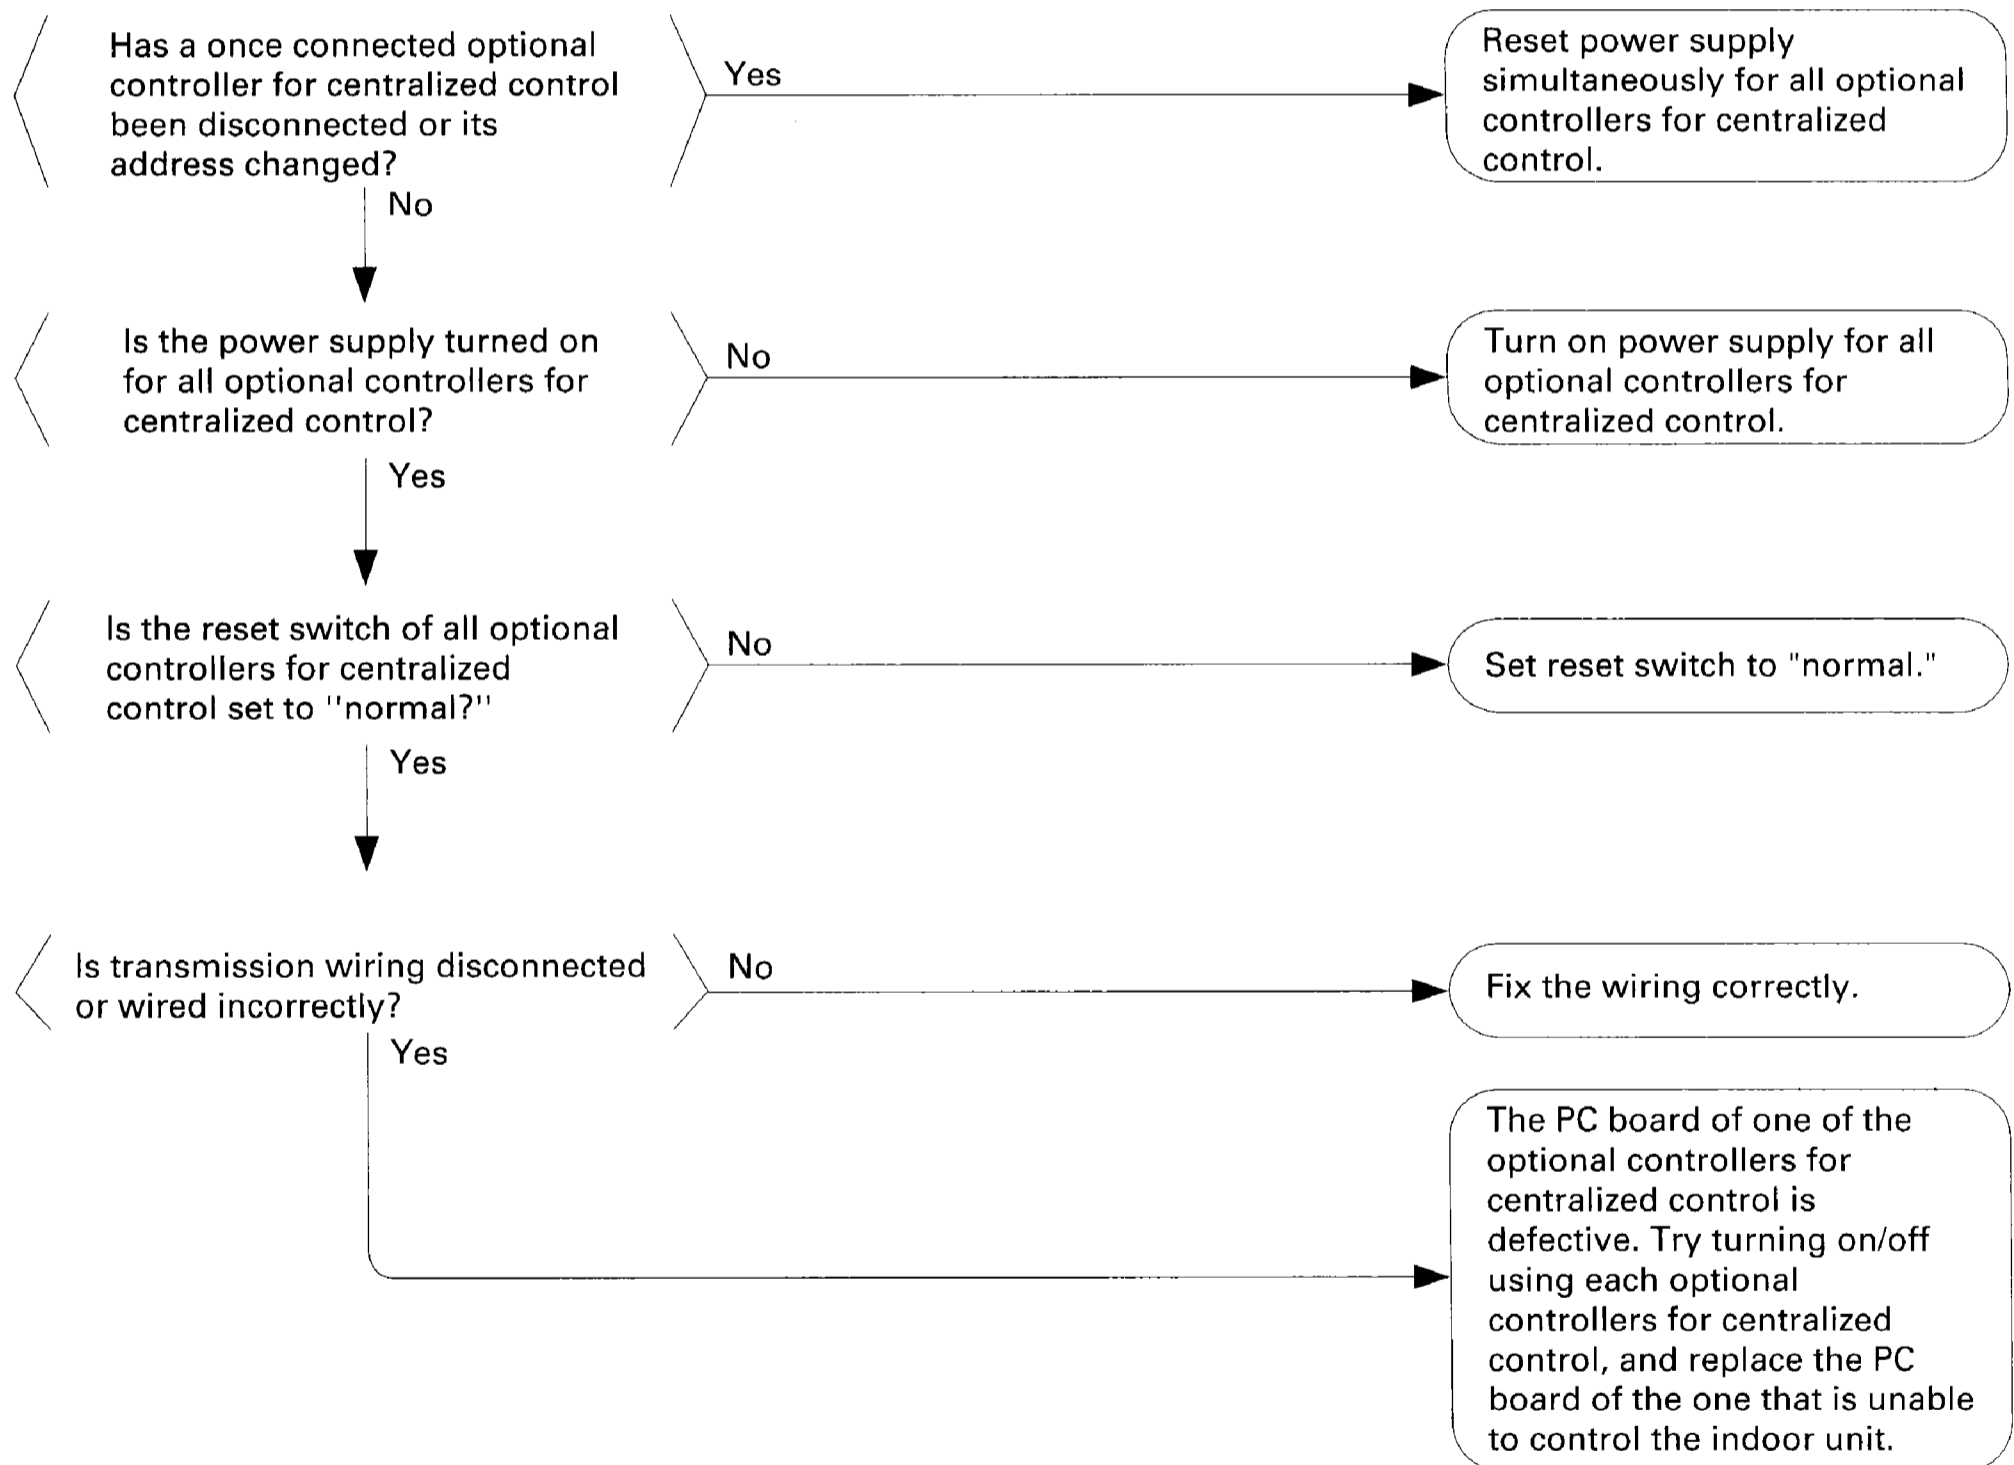 Has a once connected optional
controller for centralized control
been disconnected or its
address changed?
Yes
Reset power supply
simultaneously for all optional
controllers for centralized
control.
No
Is the power supply turned on
for all optional controllers for
centralized control?
No
Turn on power supply for all
optional controllers for
centralized control.
Yes
Is the reset switch of all optional
controllers for centralized
control set to "normal?"
No
Set reset switch to "normal."
Yes
Is transmission wiring disconnected
or wired incorrectly?
No
Fix the wiring correctly.
Yes
The PC board of one of the
optional controllers for
centralized control is
defective. Try turning on/off
using each optional
controllers for centralized
control, and replace the PC
board of the one that is unable
to control the indoor unit.